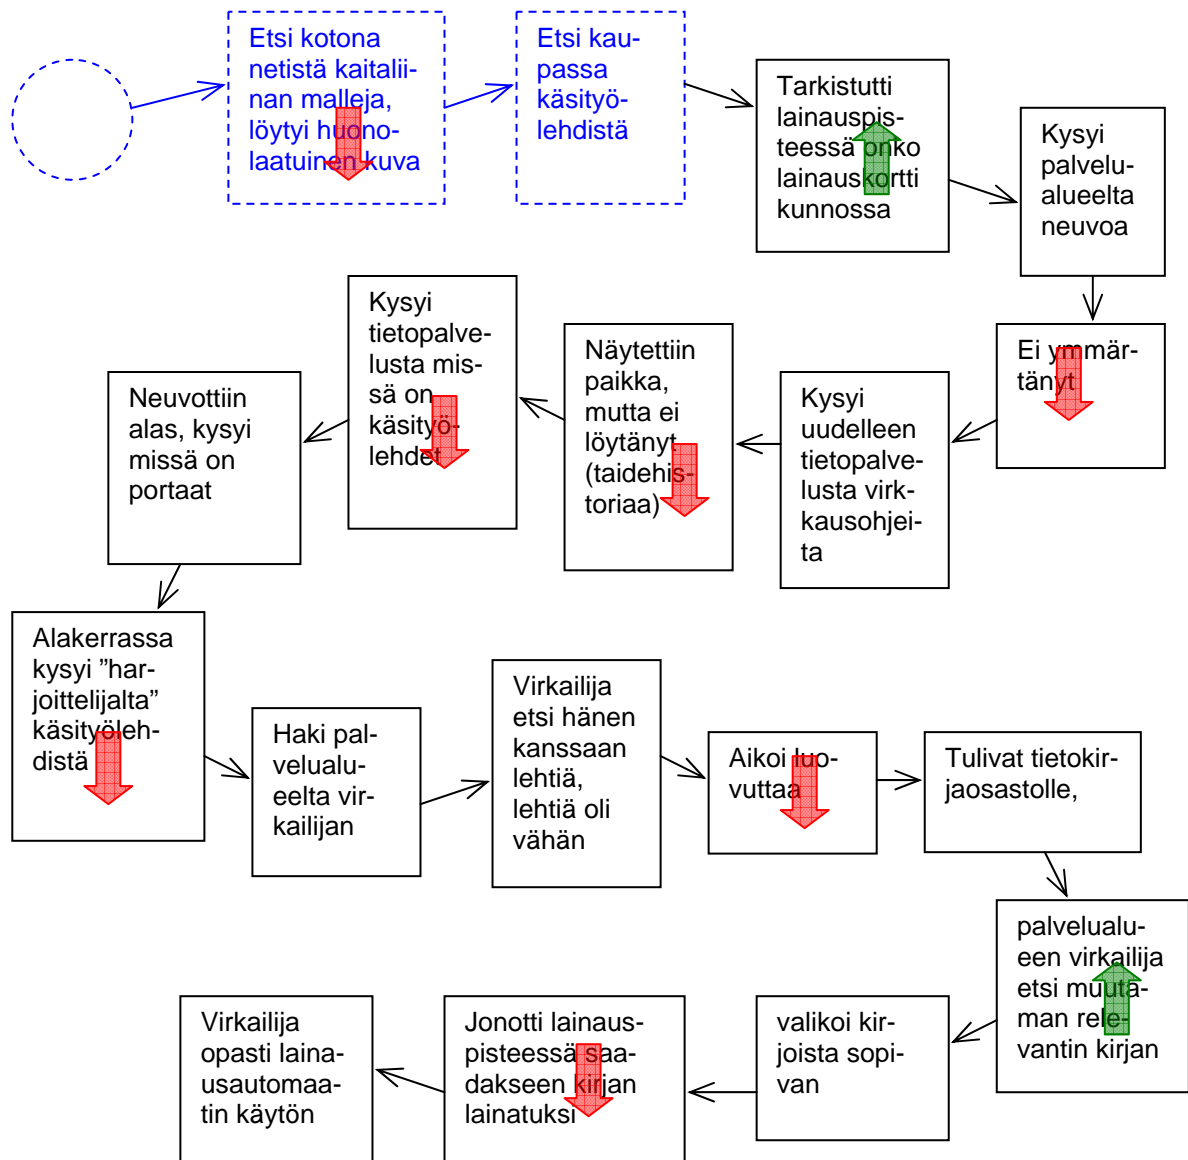 Etsi kotona
netistä kaitalii-
nan malleja,
löytyi huono-
laatuinen kuva
Etsi kau-
passa
käsityö-
lehdistä
Tarkistutti
lainauspis-
teessä onko
lainauskortti
kunnossa
Kysyi
palvelu-
alueelta
neuvoa
Ei ymmär-
tänyt
Kysyi
uudelleen
tietopalve-
lusta virk-
kausohjei-
ta
Näytettiin
paikka,
mutta ei
löytänyt
(taidehis-
toriaa)
Kysyi
tietopalve-
lusta mis-
sä on
käsityö-
lehdet
Neuvottiin
alas, kysyi
missä on
portaat
Alakerrassa
kysyi ”har-
joittelijalta”
käsityöleh-
distä
Haki pal-
velualu-
eelta vir-
kailijan
Virkailija
etsi hänen
kanssaan
lehtiä,
lehtiä oli
vähän
Aikoi luo-
vuttaa
Tulivat tietokir-
jaosastolle,
palvelualu-
een virkailija
etsi muuta-
man rele-
vantin kirjan
valikoi kir-
joista sopi-
van
Jonotti lainaus-
pisteessä saa-
dakseen kirjan
lainatuksi
Virkailija
opasti laina-
usautomaa-
tin käytön